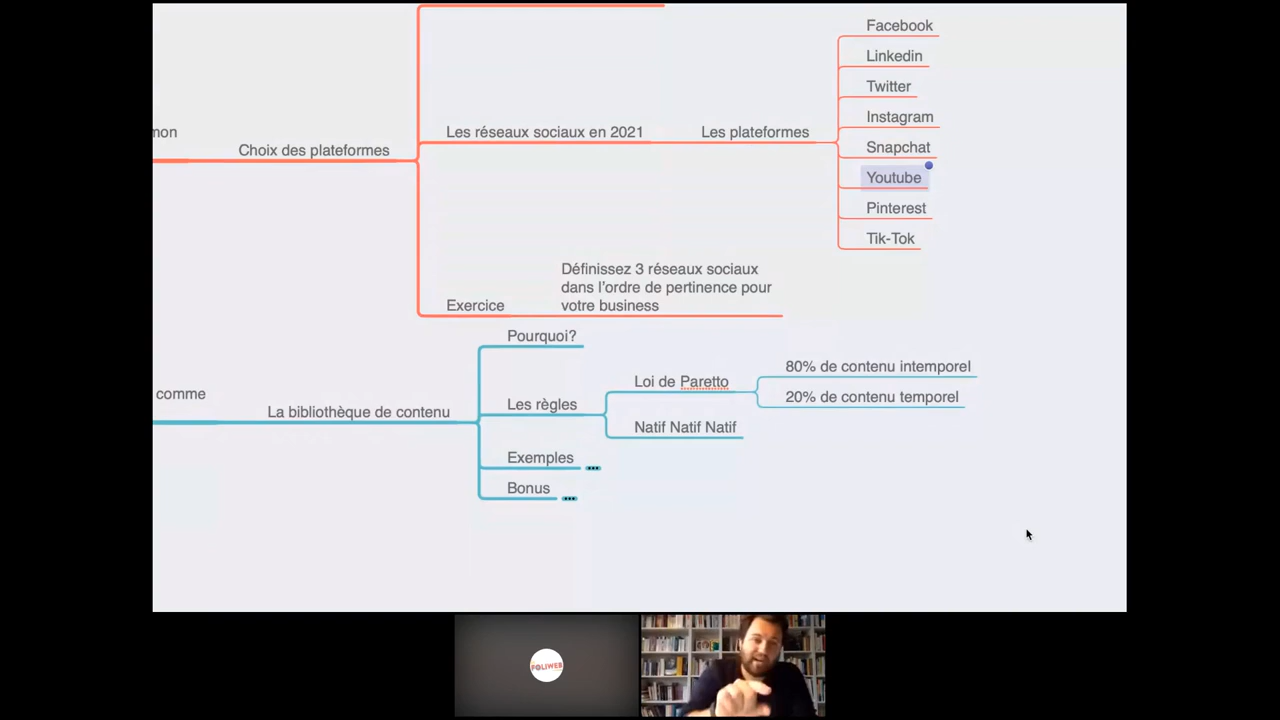 Facebook
Linkedin
Twitter
Instagram
Snapchat
Youtube
Pinterest
Tik-Tok
Les réseaux sociaux en 2021
Les plateformes
mon
Choix des plateformes
Définissez 3 réseaux sociaux
dans l'ordre de pertinence pour
votre business
Exercice
Pourquoi?
80% de contenu intemporel
Loi de Paretto
20% de contenu temporel
comme
La bibliothèque de contenu
Les règles
Natif Natif Natif
Exemples
Bonus
FOLIWEB